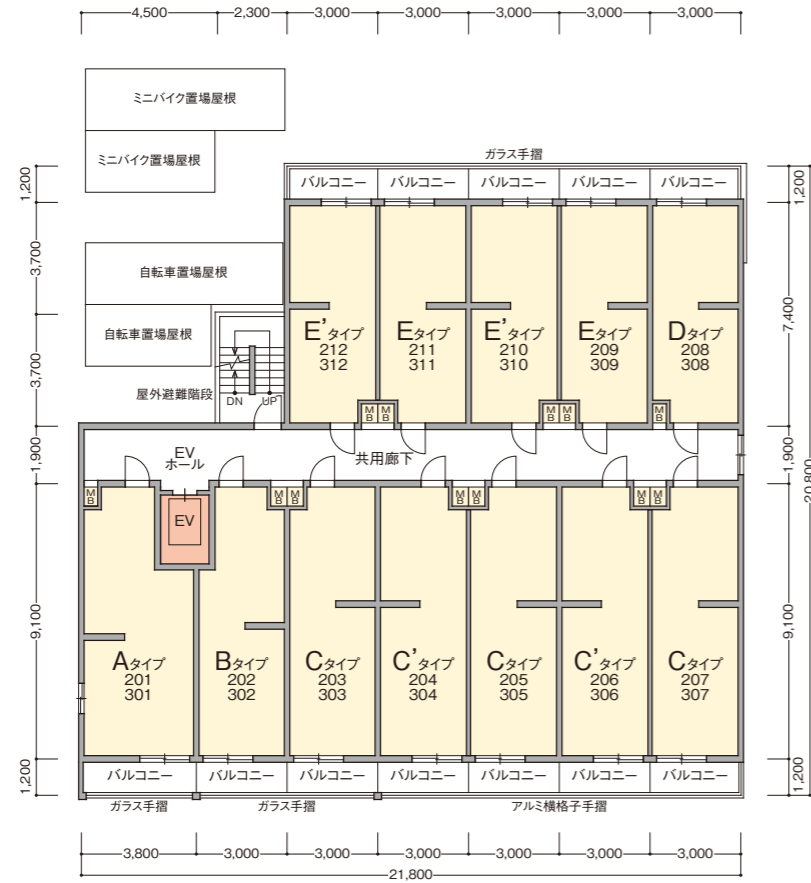 4,500 2,300 3,000 3,000 3,000 3,000 3,000
ミニバイク置場屋根
ミニバイク置場屋根
ガラス手摺
1,200
バルコニー バルコニー バルコニー バルコニー バルコニー
1,200
3,700
自転車置場屋根
自転車置場屋根
3,700
7,400
E'タイプ
212
312
Eタイプ
211
311
E'タイプ
210
310
Eタイプ
209
309
Dタイプ
208
308
屋外避難階段
DN UP
MB MB MB MB MB
1,900
EV
ホール
共用廊下
1,900
20,800
MB
EV
MB MB MB MB MB MB
9,100
9,100
Aタイプ
201
301
Bタイプ
202
302
Cタイプ
203
303
C'タイプ
204
304
Cタイプ
205
305
C'タイプ
206
306
Cタイプ
207
307
1,200
バルコニー バルコニー バルコニー バルコニー バルコニー バルコニー バルコニー
1,200
ガラス手摺 ガラス手摺 アルミ横格子手摺
3,800 3,000 3,000 3,000 3,000 3,000 3,000
21,800